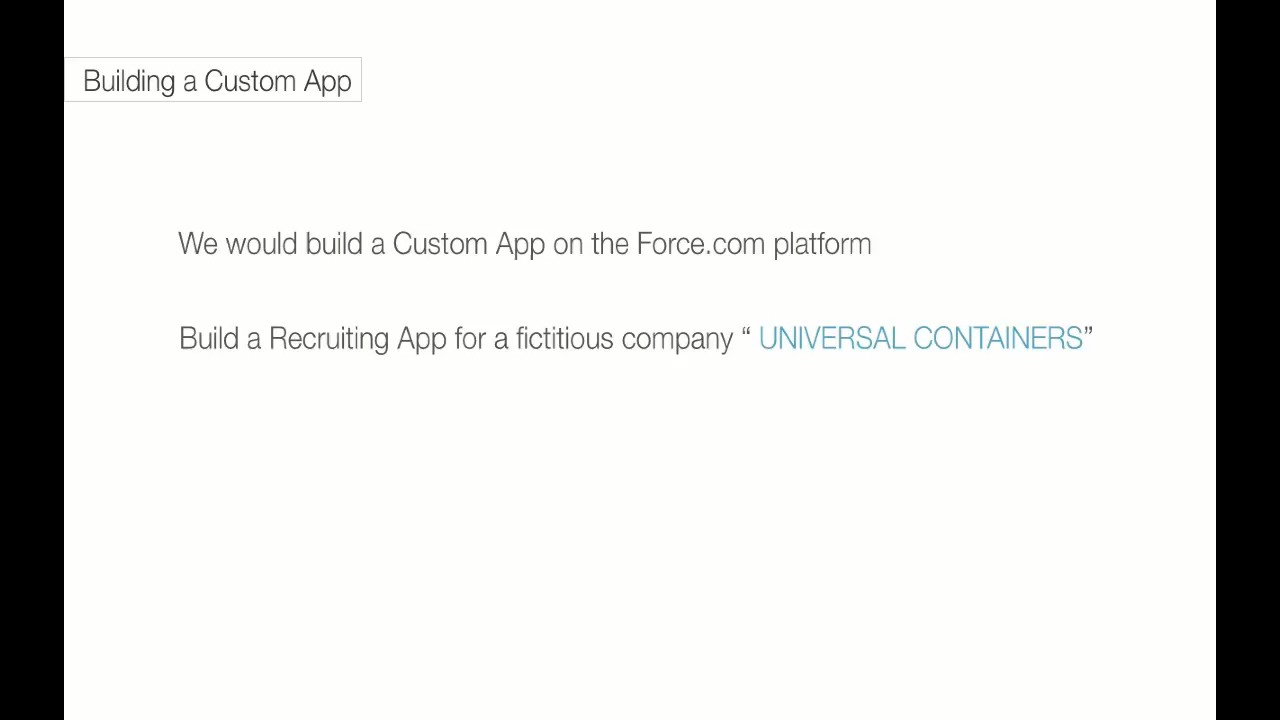 Building a Custom App
We would build a Custom App on the Force.com platform
Build a Recruiting App for a fictitious company “ UNIVERSAL CONTAINERS”